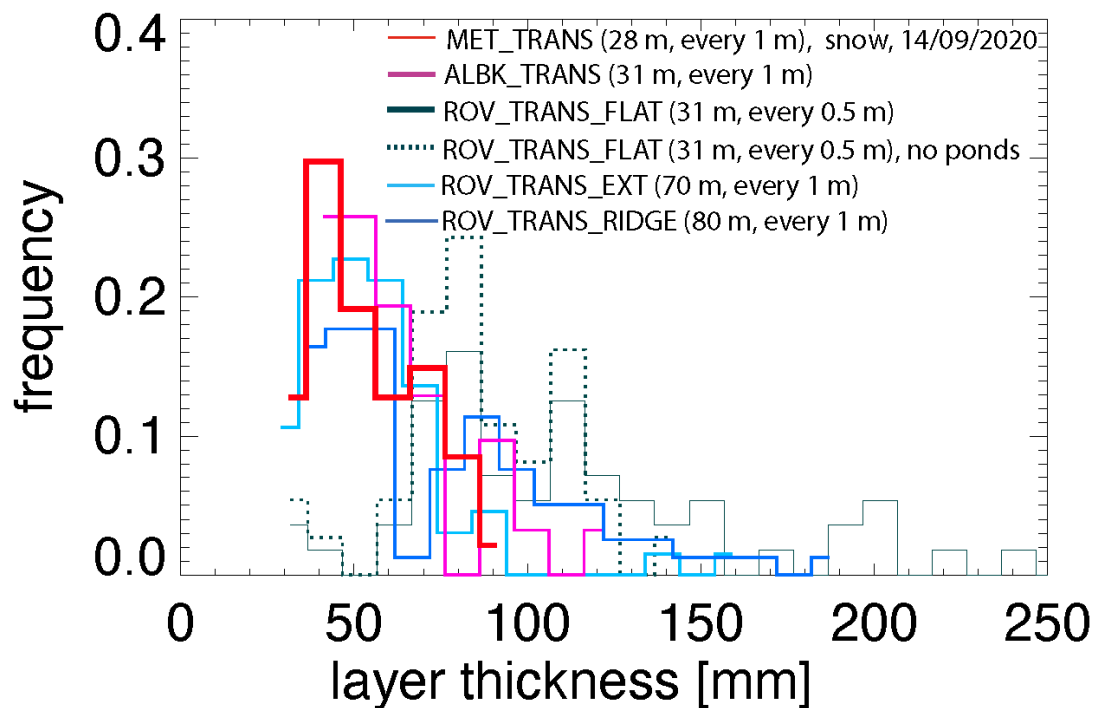 0.4
MET_TRANS (28 m, every 1 m), snow, 14/09/2020
ALBK_TRANS (31 m, every 1 m)
ROV_TRANS_FLAT (31 m, every 0.5 m)
0.3
ROV_TRANS_FLAT (31 m, every 0.5 m), no ponds
ROV_TRANS_EXT (70 m, every 1 m)
ROV_TRANS_RIDGE (80 m, every 1 m)
frequency
0.2
0.1
0.0
0 50 100 150 200 250
layer thickness [mm]